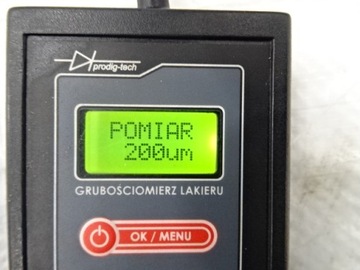 prodig-tech
POMIAR
200um
GRUBOŚCIOMIERZ LAKIERU
OK / MENU